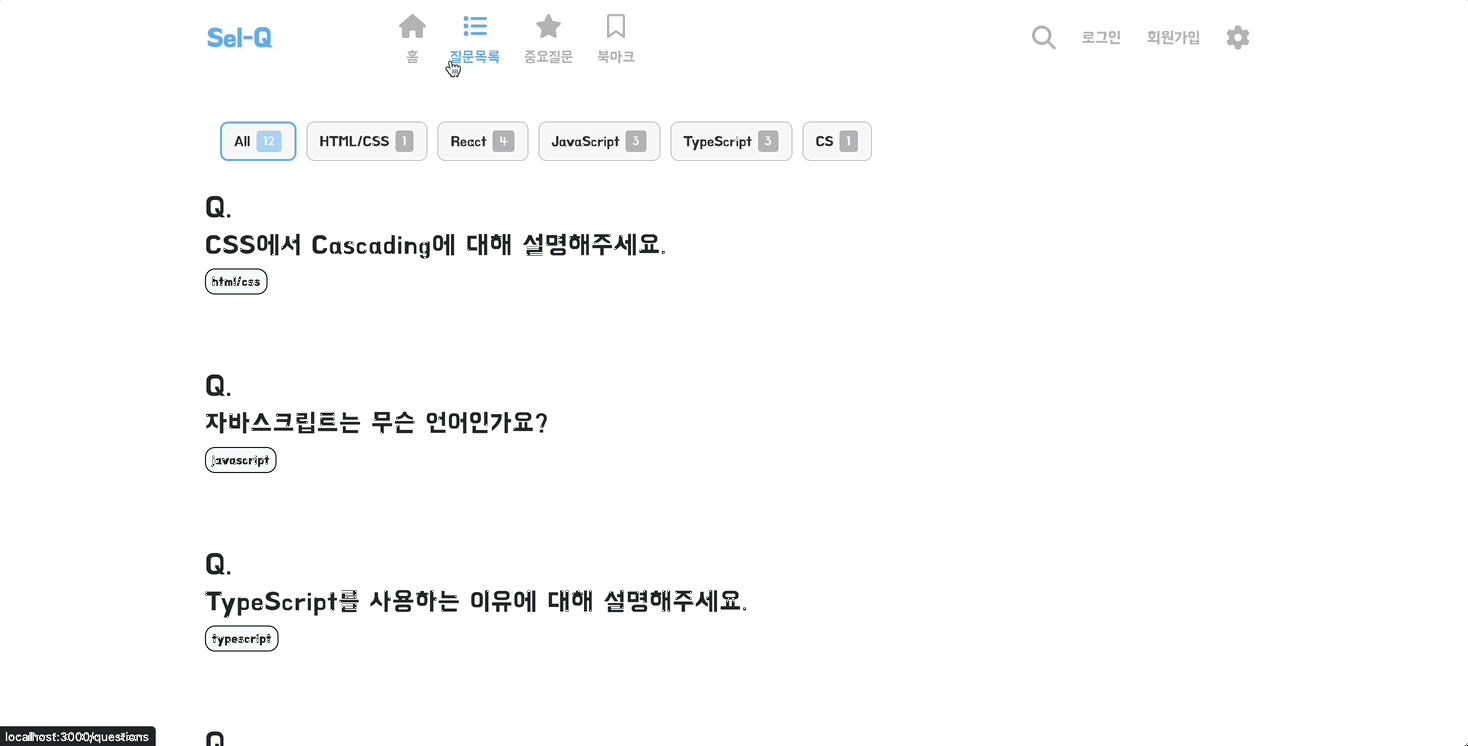 Sel-Q
홈
질문목록
중요질문
북마크
로그인
회원가입
All 12
HTML/CSS 1
React 4
JavaScript 3
TypeScript 3
CS 1
Q.
CSS에서 Cascading에 대해 설명해주세요.
html/css
Q.
자바스크립트는 무슨 언어인가요?
javascript
Q.
TypeScript를 사용하는 이유에 대해 설명해주세요.
typescript
Q
localhost:3000/questions